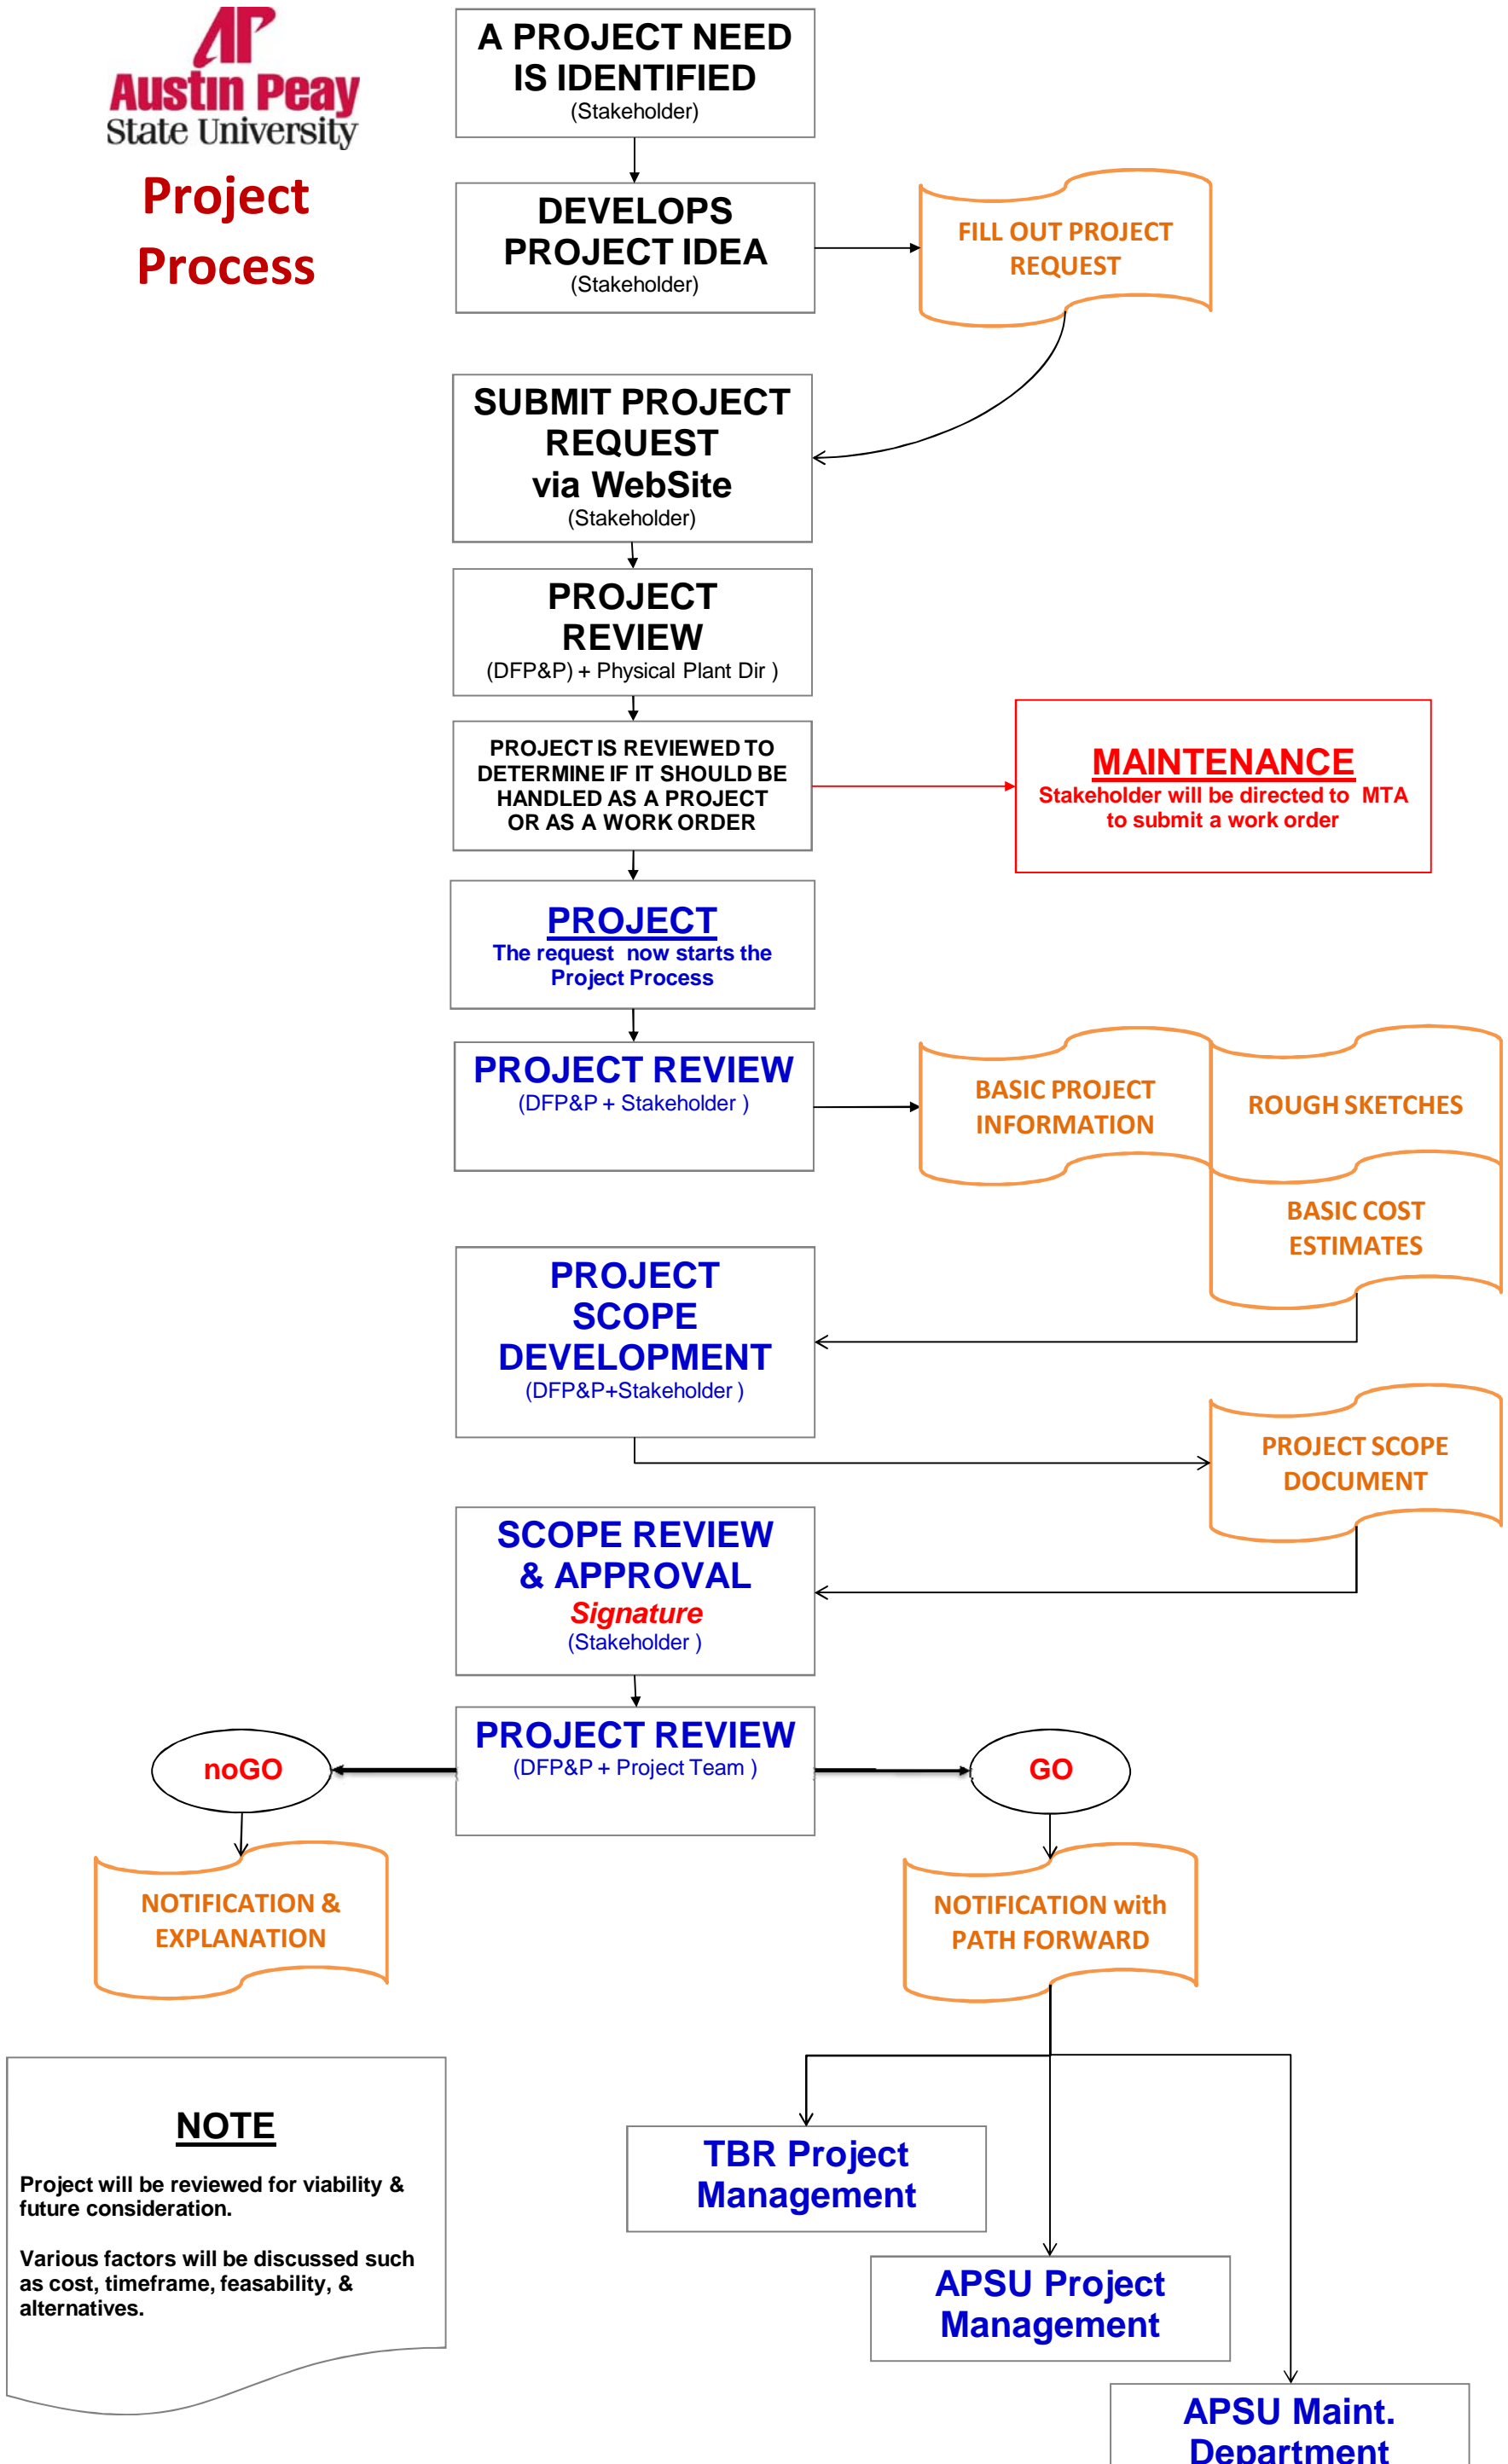 AP
Austin Peay
State University
Project
Process
A PROJECT NEED
IS IDENTIFIED
(Stakeholder)
DEVELOPS
PROJECT IDEA
(Stakeholder)
FILL OUT PROJECT
REQUEST
SUBMIT PROJECT
REQUEST
via WebSite
(Stakeholder)
PROJECT
REVIEW
(DFP&P) + Physical Plant Dir )
PROJECT IS REVIEWED TO
DETERMINE IF IT SHOULD BE
HANDLED AS A PROJECT
OR AS A WORK ORDER
MAINTENANCE
Stakeholder will be directed to MTA
to submit a work order
PROJECT
The request now starts the
Project Process
PROJECT REVIEW
(DFP&P + Stakeholder )
BASIC PROJECT
INFORMATION
ROUGH SKETCHES
BASIC COST
ESTIMATES
PROJECT
SCOPE
DEVELOPMENT
(DFP&P+Stakeholder )
PROJECT SCOPE
DOCUMENT
SCOPE REVIEW
& APPROVAL
Signature
(Stakeholder )
PROJECT REVIEW
(DFP&P + Project Team )
noGO
GO
NOTIFICATION &
EXPLANATION
NOTIFICATION with
PATH FORWARD
NOTE
Project will be reviewed for viability &
future consideration.
Various factors will be discussed such
as cost, timeframe, feasability, &
alternatives.
TBR Project
Management
APSU Project
Management
APSU Maint.
Department